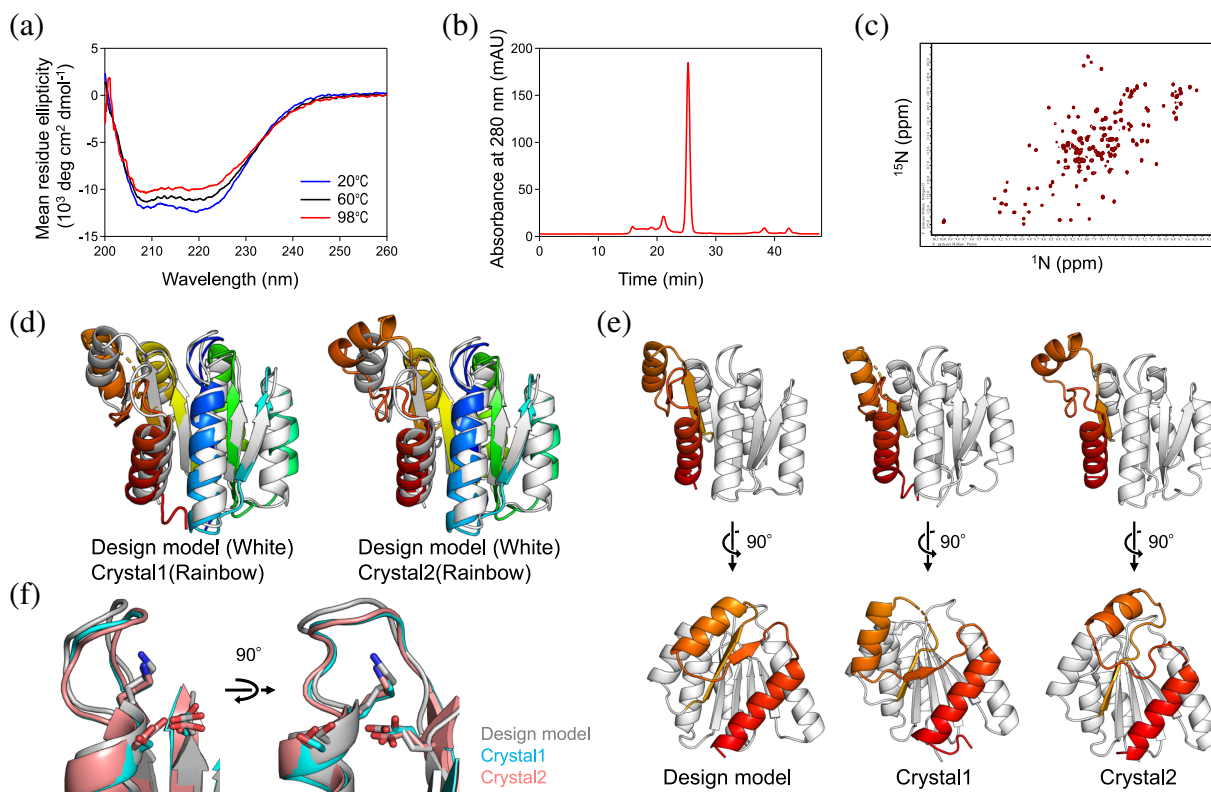 (a)
Mean residue ellipticity
(10³ deg cm² dmol⁻¹)
5
0
-5
-10
-15
200
210
220
230
240
250
260
20℃
60℃
98℃
Wavelength (nm)
(b)
Absorbance at 280 nm (mAU)
200
150
100
50
0
0
20
40
Time (min)
(c)
¹⁵N (ppm)
¹N (ppm)
(d)
Design model (White)
Crystal1(Rainbow)
Design model (White)
Crystal2(Rainbow)
(e)
90°
90°
90°
Design model
Crystal1
Crystal2
(f)
90°
Design model
Crystal1
Crystal2